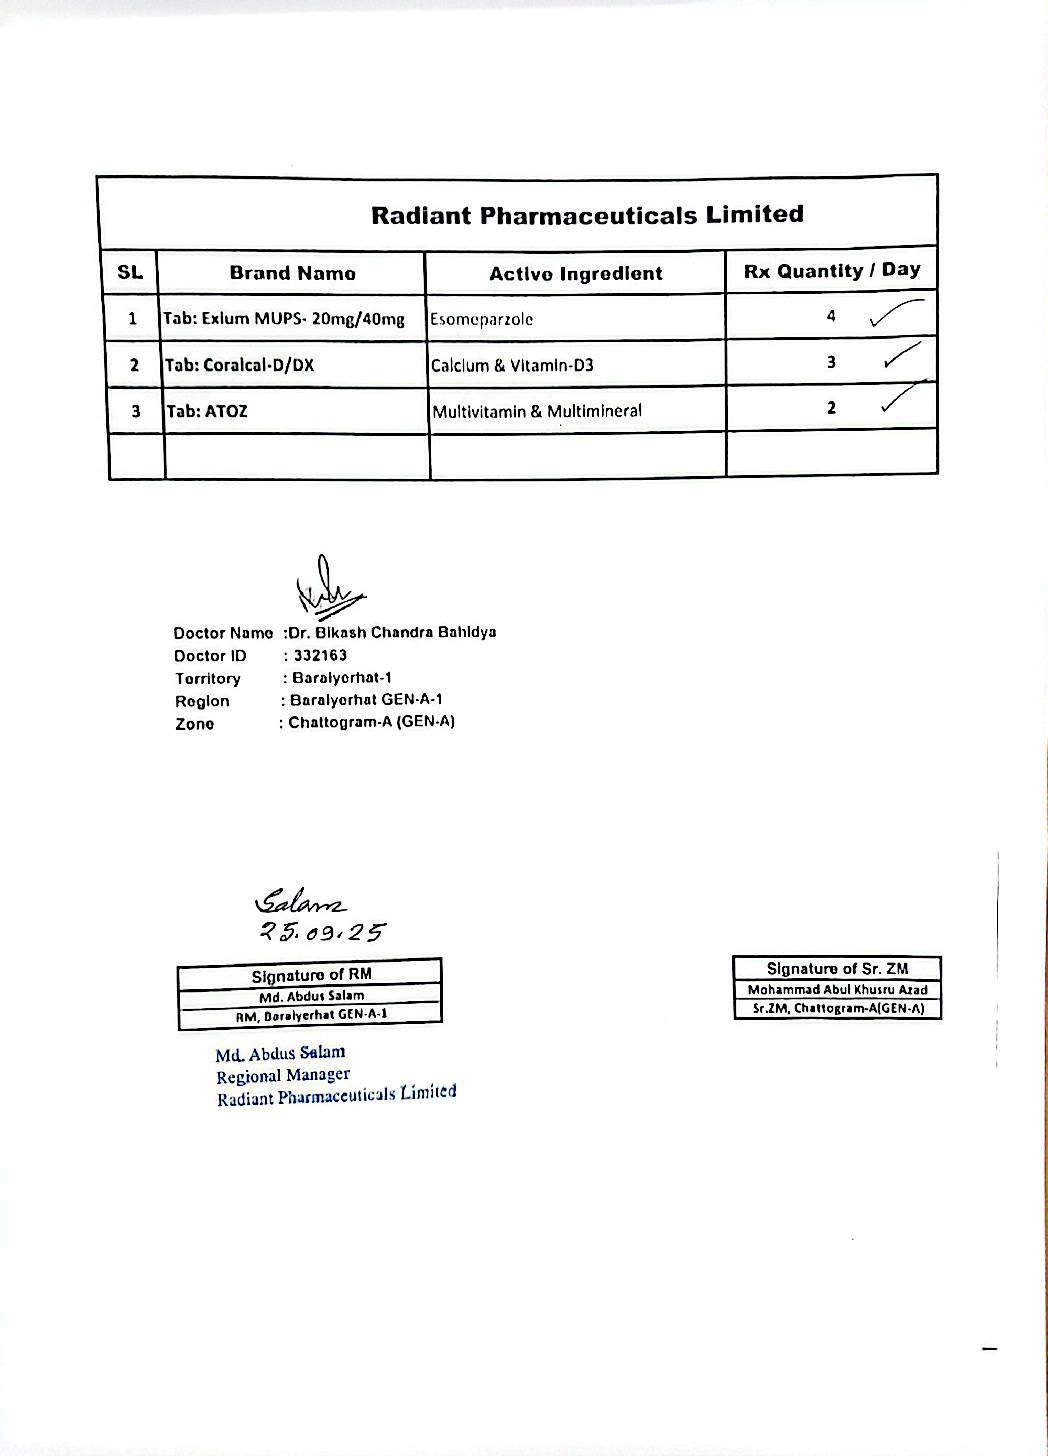 Radiant Pharmaceuticals Limited
SL Brand Name Active Ingredient Rx Quantity / Day
1 Tab: Exium MUPS- 20mg/40mg Esomeparzole 4
2 Tab: Coralcal-D/DX Calcium & Vitamin-D3 3
3 Tab: ATOZ Multivitamin & Multimineral 2
Doctor Name :Dr. Bikash Chandra Bahidya
Doctor ID : 332163
Territory : Baraiyerhat-1
Region : Baraiyerhat GEN-A-1
Zone : Chattogram-A (GEN-A)
Salam
25.09.25
Signature of RM
Md. Abdus Salam
RM, Baraiyerhat GEN-A-1
Signature of Sr. ZM
Mohammad Abul Khusru Azad
Sr.ZM, Chattogram-A(GEN-A)
Md. Abdus Salam
Regional Manager
Radiant Pharmaceuticals Limited